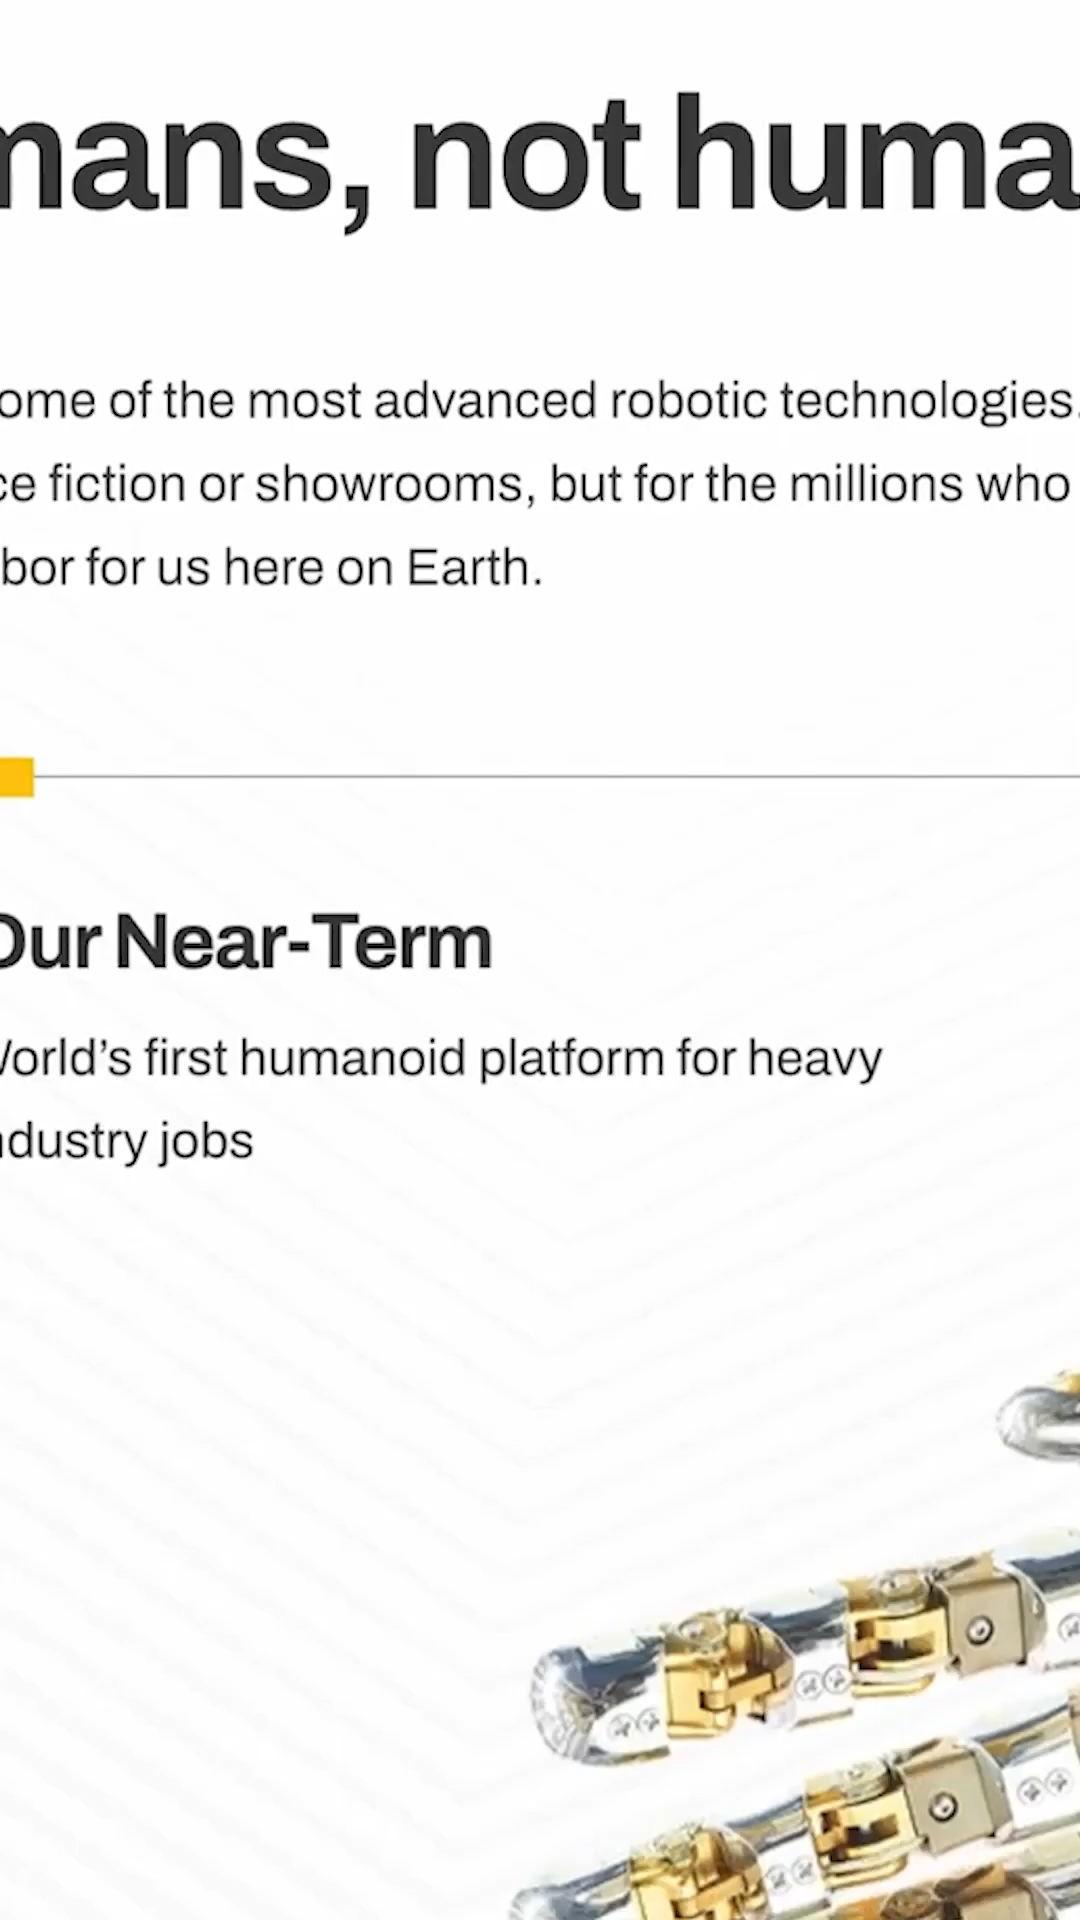 mans, not huma
ome of the most advanced robotic technologies.
ce fiction or showrooms, but for the millions who
bor for us here on Earth.
Our Near-Term
World’s first humanoid platform for heavy
ndustry jobs